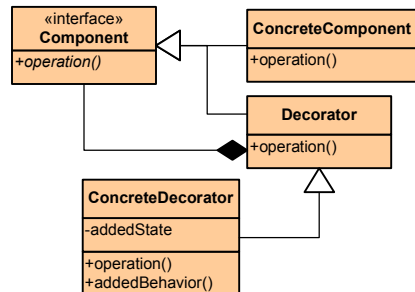 «interface»
Component
+operation()
ConcreteComponent
+operation()
Decorator
+operation()
ConcreteDecorator
-addedState
+operation()
+addedBehavior()